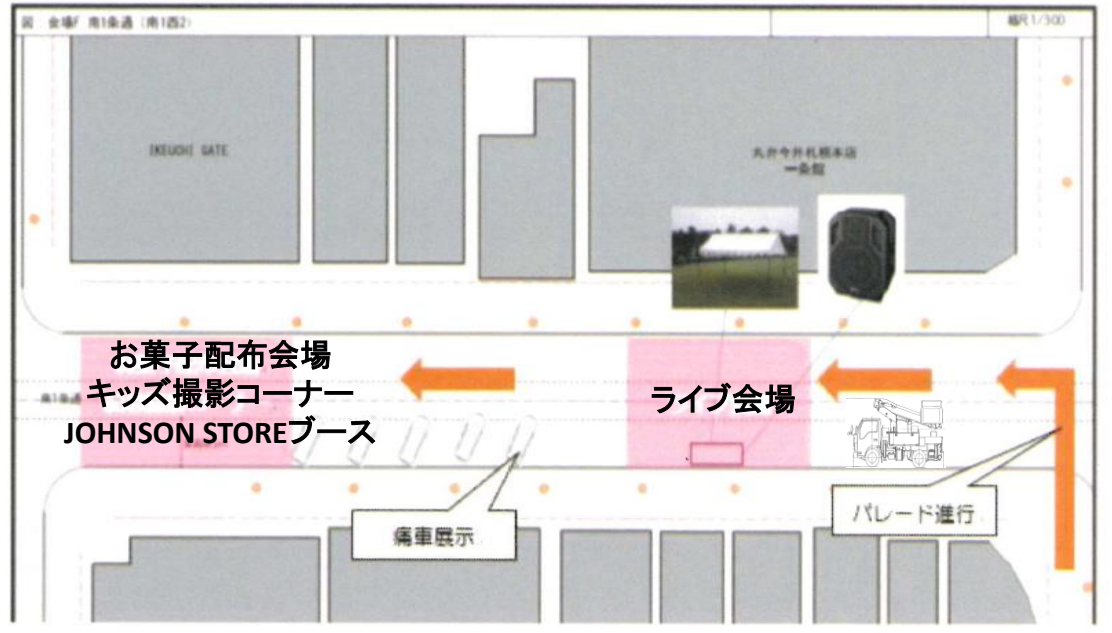 図 会場F 南1条通（南1西2）
縮尺1/300
IKEUCHI GATE
丸井今井札幌本店
一条館
お菓子配布会場
キッズ撮影コーナー
JOHNSON STOREブース
ライブ会場
南1条通
痛車展示
パレード進行